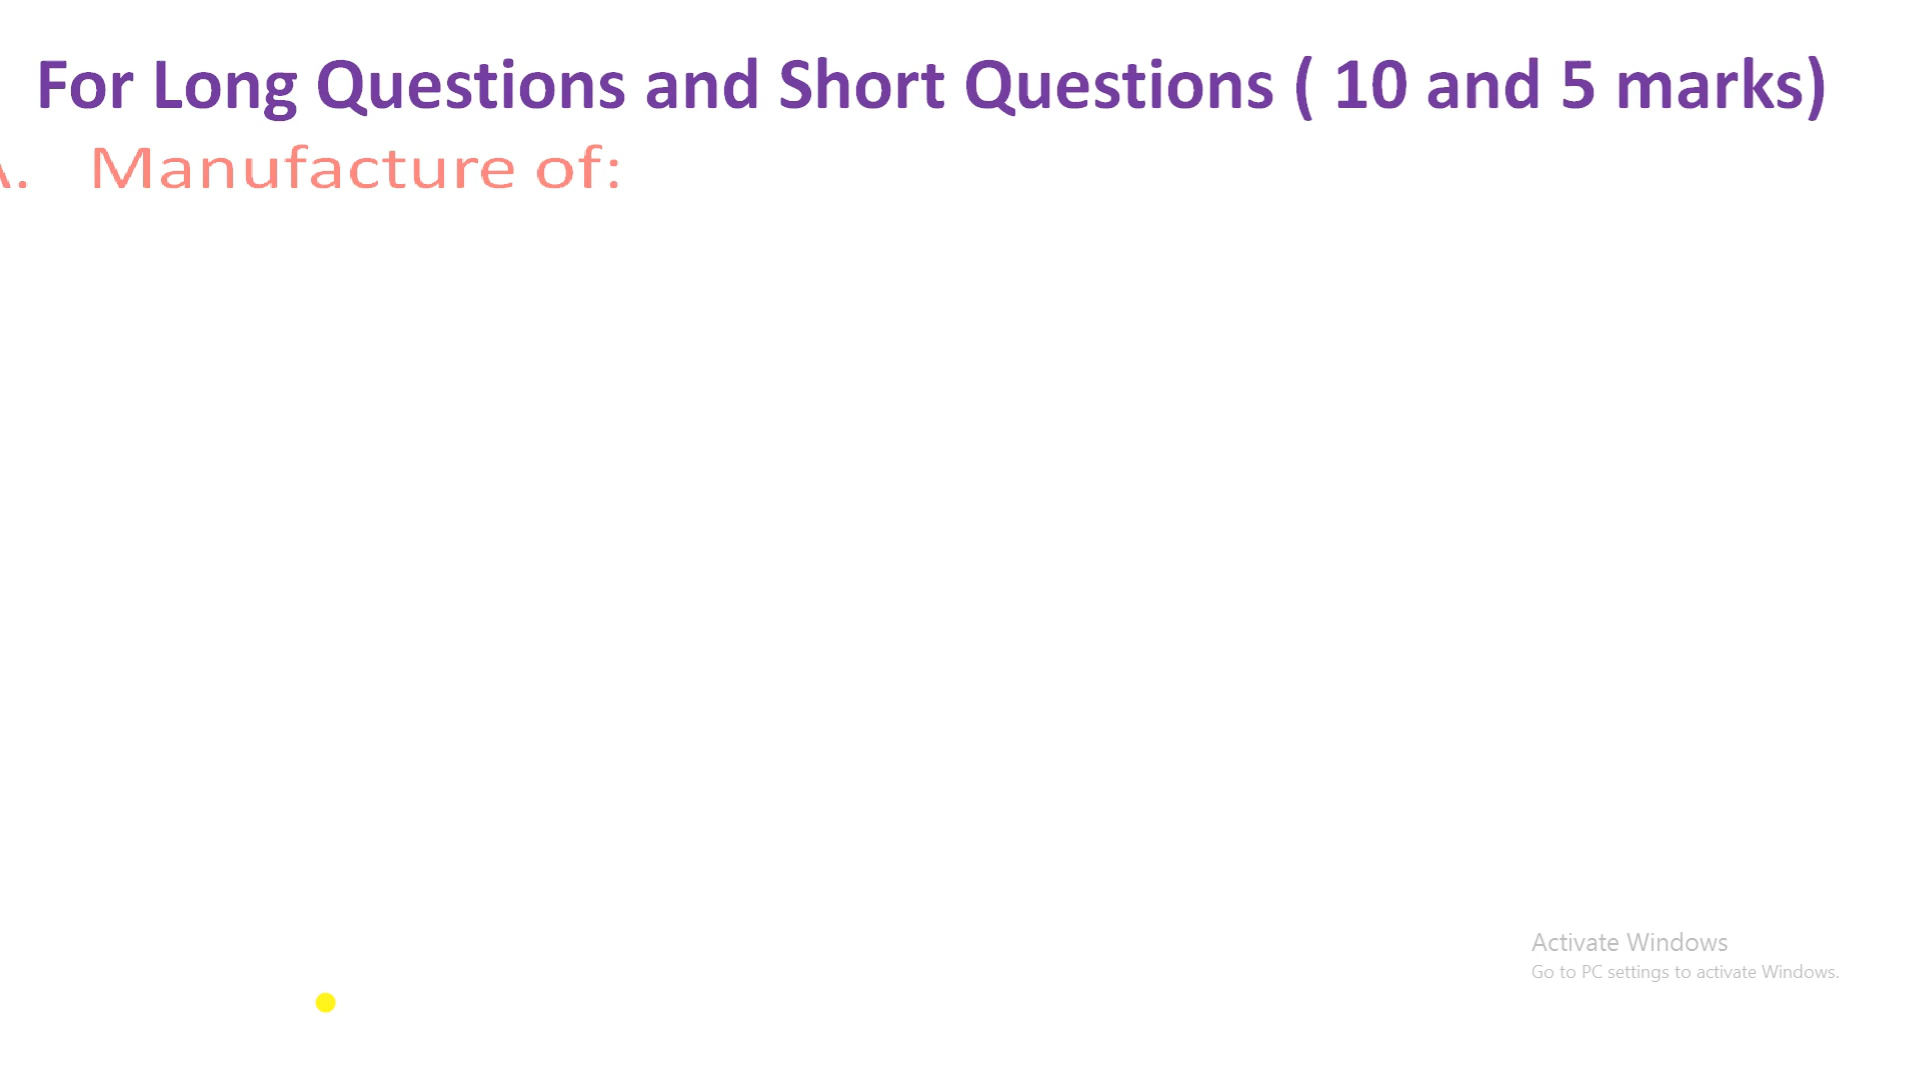 For Long Questions and Short Questions ( 10 and 5 marks)
A. Manufacture of:
Activate Windows
Go to PC settings to activate Windows.